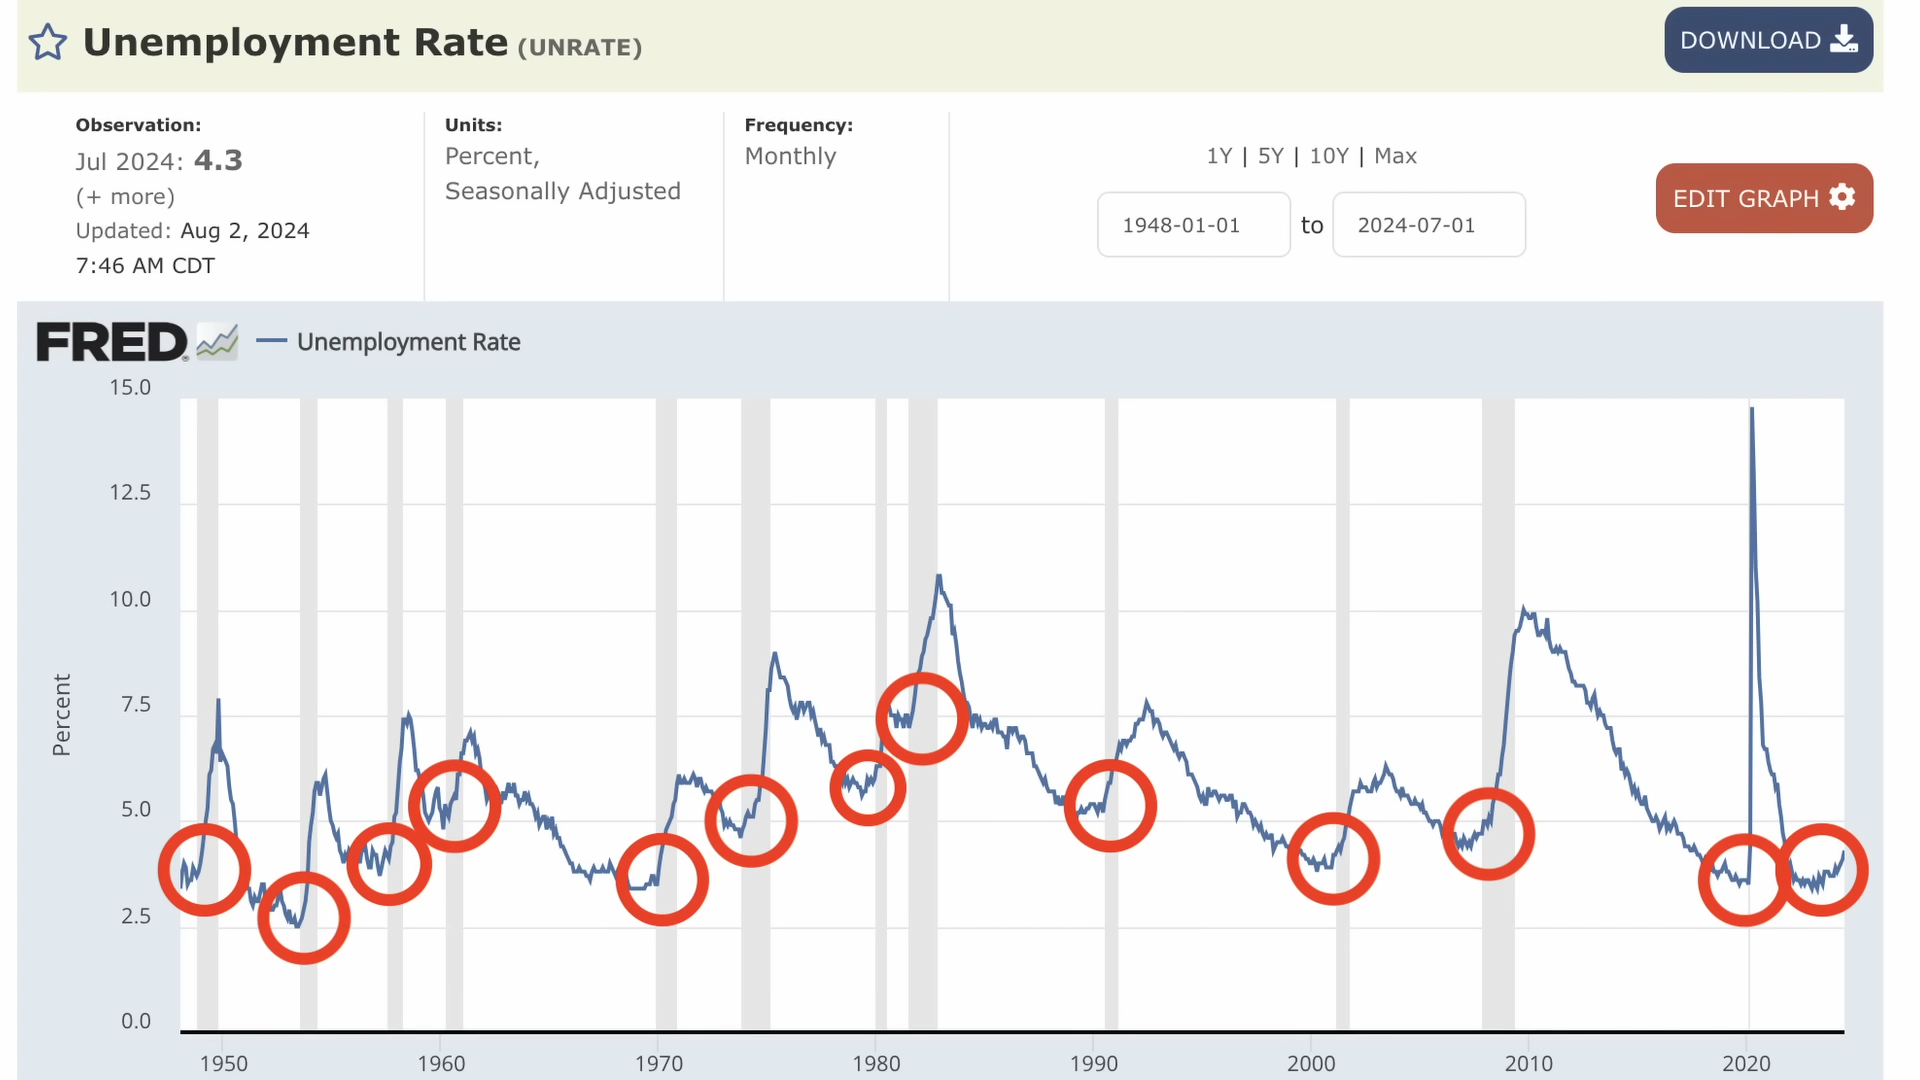 Unemployment Rate (UNRATE)
DOWNLOAD
Observation:
Jul 2024: 4.3
(+ more)
Updated: Aug 2, 2024
7:46 AM CDT
Units:
Percent,
Seasonally Adjusted
Frequency:
Monthly
1Y | 5Y | 10Y | Max
1948-01-01 to 2024-07-01
EDIT GRAPH
FRED
Unemployment Rate
15.0
12.5
10.0
7.5
5.0
2.5
0.0
Percent
1950 1960 1970 1980 1990 2000 2010 2020